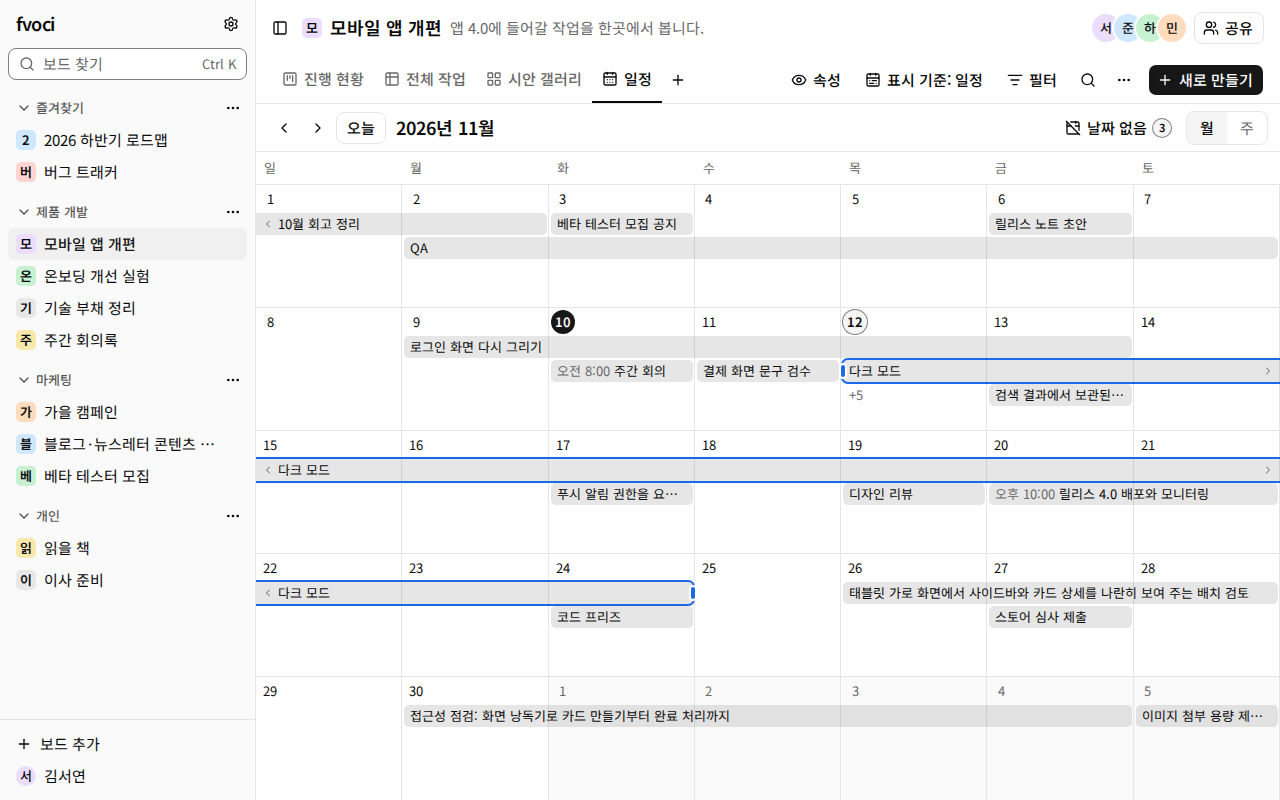 fvoci
보드 찾기 Ctrl K
즐겨찾기
2 2026 하반기 로드맵
버 버그 트래커
제품 개발
모 모바일 앱 개편
온 온보딩 개선 실험
기 기술 부채 정리
주 주간 회의록
마케팅
가 가을 캠페인
블 블로그·뉴스레터 콘텐츠 …
베 베타 테스터 모집
개인
읽 읽을 책
이 이사 준비
보드 추가
서 김서연
모 모바일 앱 개편 앱 4.0에 들어갈 작업을 한곳에서 봅니다.
서 준 하 민 공유
진행 현황 전체 작업 시안 갤러리 일정
속성 표시 기준: 일정 필터 새로 만들기
오늘 2026년 11월 날짜 없음 3 월 주
일 월 화 수 목 금 토
1 2 3 4 5 6 7
10월 회고 정리 베타 테스터 모집 공지 릴리스 노트 초안
QA
8 9 10 11 12 13 14
로그인 화면 다시 그리기
오전 8:00 주간 회의 결제 화면 문구 검수 다크 모드
+5 검색 결과에서 보관된…
15 16 17 18 19 20 21
다크 모드
푸시 알림 권한을 요… 디자인 리뷰 오후 10:00 릴리스 4.0 배포와 모니터링
22 23 24 25 26 27 28
다크 모드 태블릿 가로 화면에서 사이드바와 카드 상세를 나란히 보여 주는 배치 검토
코드 프리즈 스토어 심사 제출
29 30 1 2 3 4 5
접근성 점검: 화면 낭독기로 카드 만들기부터 완료 처리까지 이미지 첨부 용량 제…